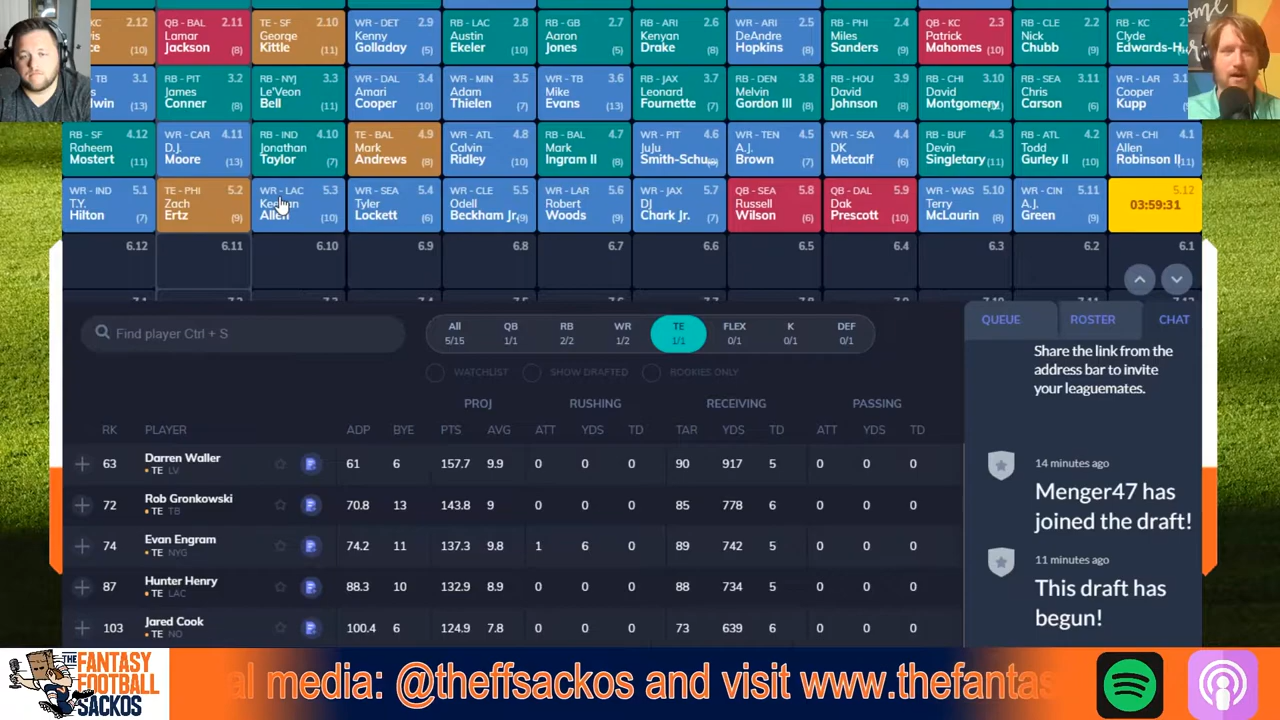 KC 2.12
QB - BAL 2.11
TE - SF 2.10
WR - DET 2.9
RB - LAC 2.8
RB - GB 2.7
RB - ARI 2.6
WR - ARI 2.5
RB - PHI 2.4
QB - KC 2.3
RB - CLE 2.2
RB - KC
Lamar
George
Kenny
Austin
Aaron
Kenyan
DeAndre
Miles
Patrick
Nick
Clyde
(10)
Jackson (8)
Kittle (11)
Golladay (5)
Ekeler (10)
Jones (5)
Drake (8)
Hopkins (8)
Sanders (9)
Mahomes (10)
Chubb (9)
Edwards-H
TB 3.1
RB - PIT 3.2
RB - NYJ 3.3
WR - DAL 3.4
WR - MIN 3.5
WR - TB 3.6
RB - JAX 3.7
RB - DEN 3.8
RB - HOU 3.9
RB - CHI 3.10
RB - SEA 3.11
WR - LAR
James
Le'Veon
Amari
Adam
Mike
Leonard
Melvin
David
David
Chris
Cooper
(13)
Conner (8)
Bell (11)
Cooper (10)
Thielen (7)
Evans (13)
Fournette (7)
Gordon III (8)
Johnson (8)
Montgomery
Carson (6)
Kupp (9)
RB - SF 4.12
WR - CAR 4.11
RB - IND 4.10
TE - BAL 4.9
WR - ATL 4.8
RB - BAL 4.7
WR - PIT 4.6
WR - TEN 4.5
WR - SEA 4.4
RB - BUF 4.3
RB - ATL 4.2
WR - CHI 4.1
Raheem
D.J.
Jonathan
Mark
Calvin
Mark
JuJu
A.J.
DK
Devin
Todd
Allen
Mostert (11)
Moore (13)
Taylor (7)
Andrews (8)
Ridley (10)
Ingram II (8)
Smith-Schu
Brown (7)
Metcalf (6)
Singletary (11)
Gurley II (10)
Robinson II (11)
WR - IND 5.1
TE - PHI 5.2
WR - LAC 5.3
WR - SEA 5.4
WR - CLE 5.5
WR - LAR 5.6
WR - JAX 5.7
QB - SEA 5.8
QB - DAL 5.9
WR - WAS 5.10
WR - CIN 5.11
5.12
T.Y.
Zach
Tyler
Odell
Robert
DJ
Russell
Dak
Terry
A.J.
03:59:31
Hilton (7)
Ertz (9)
Allen (10)
Lockett (6)
Beckham Jr. (9)
Woods (9)
Chark Jr. (7)
Wilson (6)
Prescott (10)
McLaurin (8)
Green (9)
6.12 6.11 6.10 6.9 6.8 6.7 6.6 6.5 6.4 6.3 6.2 6.1
Find player Ctrl + S
All QB RB WR TE FLEX K DEF
5/15 1/1 2/2 1/2 1/1 0/1 0/1 0/1
WATCHLIST SHOW DRAFTED ROOKIES ONLY
PROJ RUSHING RECEIVING PASSING
RK PLAYER ADP BYE PTS AVG ATT YDS TD TAR YDS TD ATT YDS TD
63 Darren Waller 61 6 157.7 9.9 0 0 0 90 917 5 0 0 0
TE LV
72 Rob Gronkowski 70.8 13 143.8 9 0 0 0 85 778 6 0 0 0
TE TB
74 Evan Engram 74.2 11 137.3 9.8 1 6 0 89 742 5 0 0 0
TE NYG
87 Hunter Henry 88.3 10 132.9 8.9 0 0 0 88 734 5 0 0 0
TE LAC
103 Jared Cook 100.4 6 124.9 7.8 0 0 0 73 639 6 0 0 0
TE NO
QUEUE ROSTER CHAT
Share the link from the
address bar to invite
your leaguemates.
14 minutes ago
Menger47 has
joined the draft!
11 minutes ago
This draft has
begun!
THE
FANTASY
FOOTBALL
SACKOS
al media: @theffsackos and visit www.thefantas